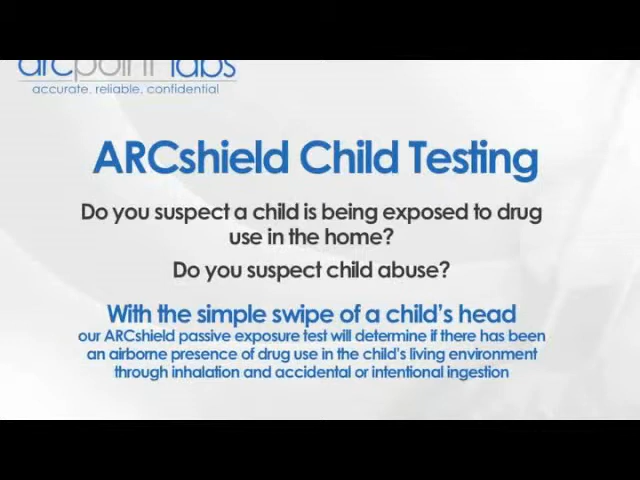 arcpoint labs
accurate, reliable, confidential
ARCshield Child Testing
Do you suspect a child is being exposed to drug
use in the home?
Do you suspect child abuse?
With the simple swipe of a child's head
our ARCshield passive exposure test will determine if there has been
an airborne presence of drug use in the child's living environment
through inhalation and accidental or intentional ingestion